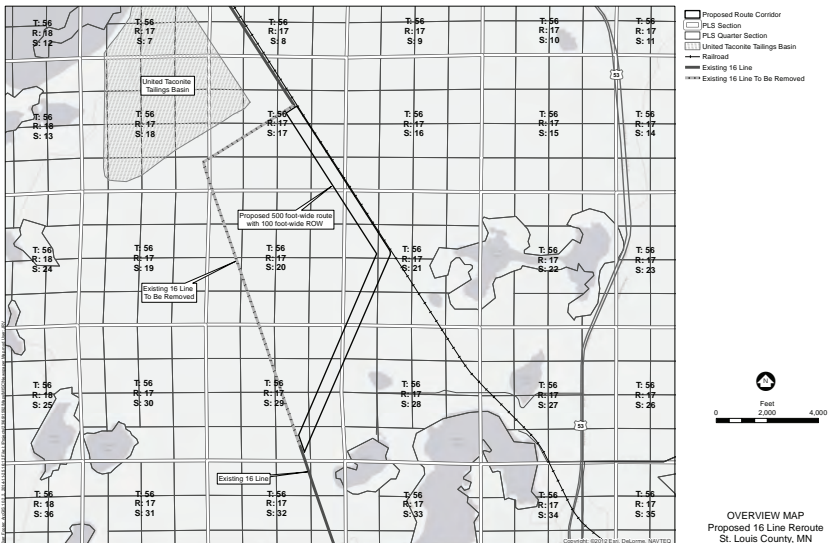 T: 56
R: 18
S: 12
T: 56
R: 17
S: 7
T: 56
R: 17
S: 8
T: 56
R: 17
S: 9
T: 56
R: 17
S: 10
T: 56
R: 17
S: 11
53
United Taconite
Tailings Basin
T: 56
R: 18
S: 13
T: 56
R: 17
S: 18
T: 56
R: 17
S: 17
T: 56
R: 17
S: 16
T: 56
R: 17
S: 15
T: 56
R: 17
S: 14
Proposed 500 foot-wide route
with 100 foot-wide ROW
T: 56
R: 18
S: 24
T: 56
R: 17
S: 19
T: 56
R: 17
S: 20
T: 56
R: 17
S: 21
T: 56
R: 17
S: 22
T: 56
R: 17
S: 23
Existing 16 Line
To Be Removed
T: 56
R: 18
S: 25
T: 56
R: 17
S: 30
T: 56
R: 17
S: 29
T: 56
R: 17
S: 28
T: 56
R: 17
S: 27
T: 56
R: 17
S: 26
53
Existing 16 Line
T: 56
R: 18
S: 36
T: 56
R: 17
S: 31
T: 56
R: 17
S: 32
T: 56
R: 17
S: 33
T: 56
R: 17
S: 34
T: 56
R: 17
S: 35
Copyright: ©2012 Esri, DeLorme, NAVTEQ
Proposed Route Corridor
PLS Section
PLS Quarter Section
United Taconite Tailings Basin
Railroad
Existing 16 Line
Existing 16 Line To Be Removed
N
Feet
0 2,000 4,000
OVERVIEW MAP
Proposed 16 Line Reroute
St. Louis County, MN